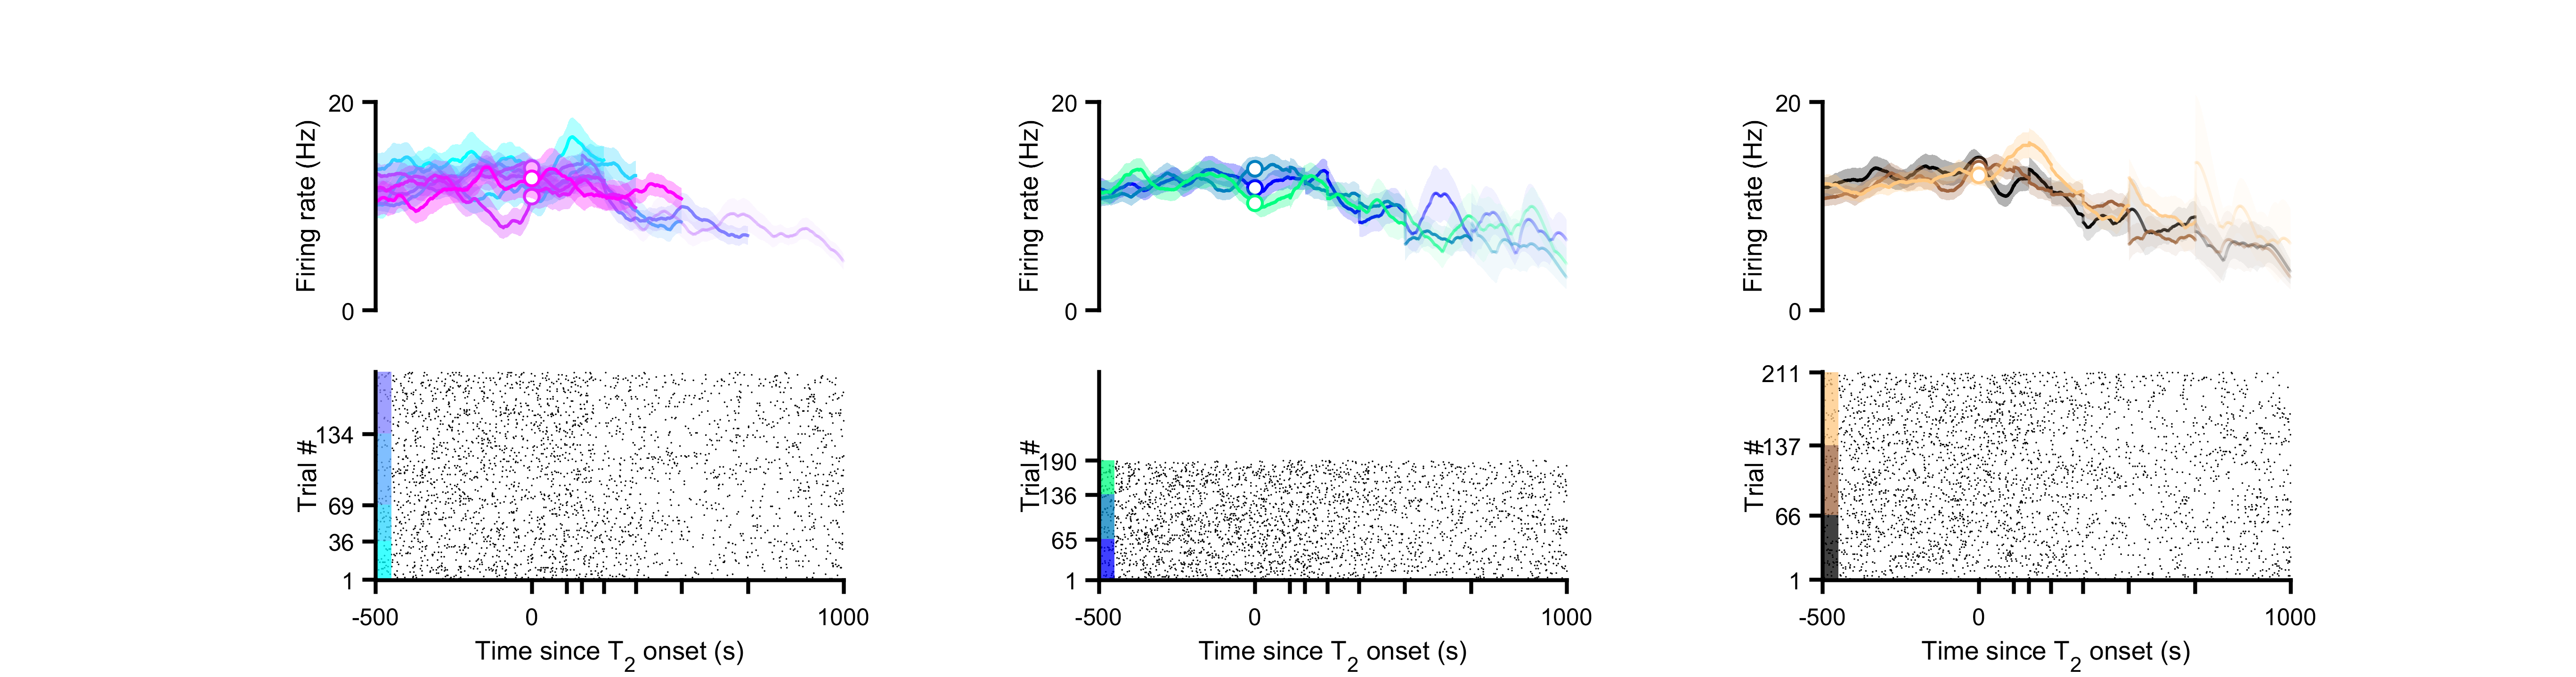 20
Firing rate (Hz)
0
134
Trial #
69
36
1
-500 0 1000
Time since T2 onset (s)
20
Firing rate (Hz)
0
Trial #
190
136
65
1
-500 0 1000
Time since T2 onset (s)
20
Firing rate (Hz)
0
211
137
Trial #
66
1
-500 0 1000
Time since T2 onset (s)